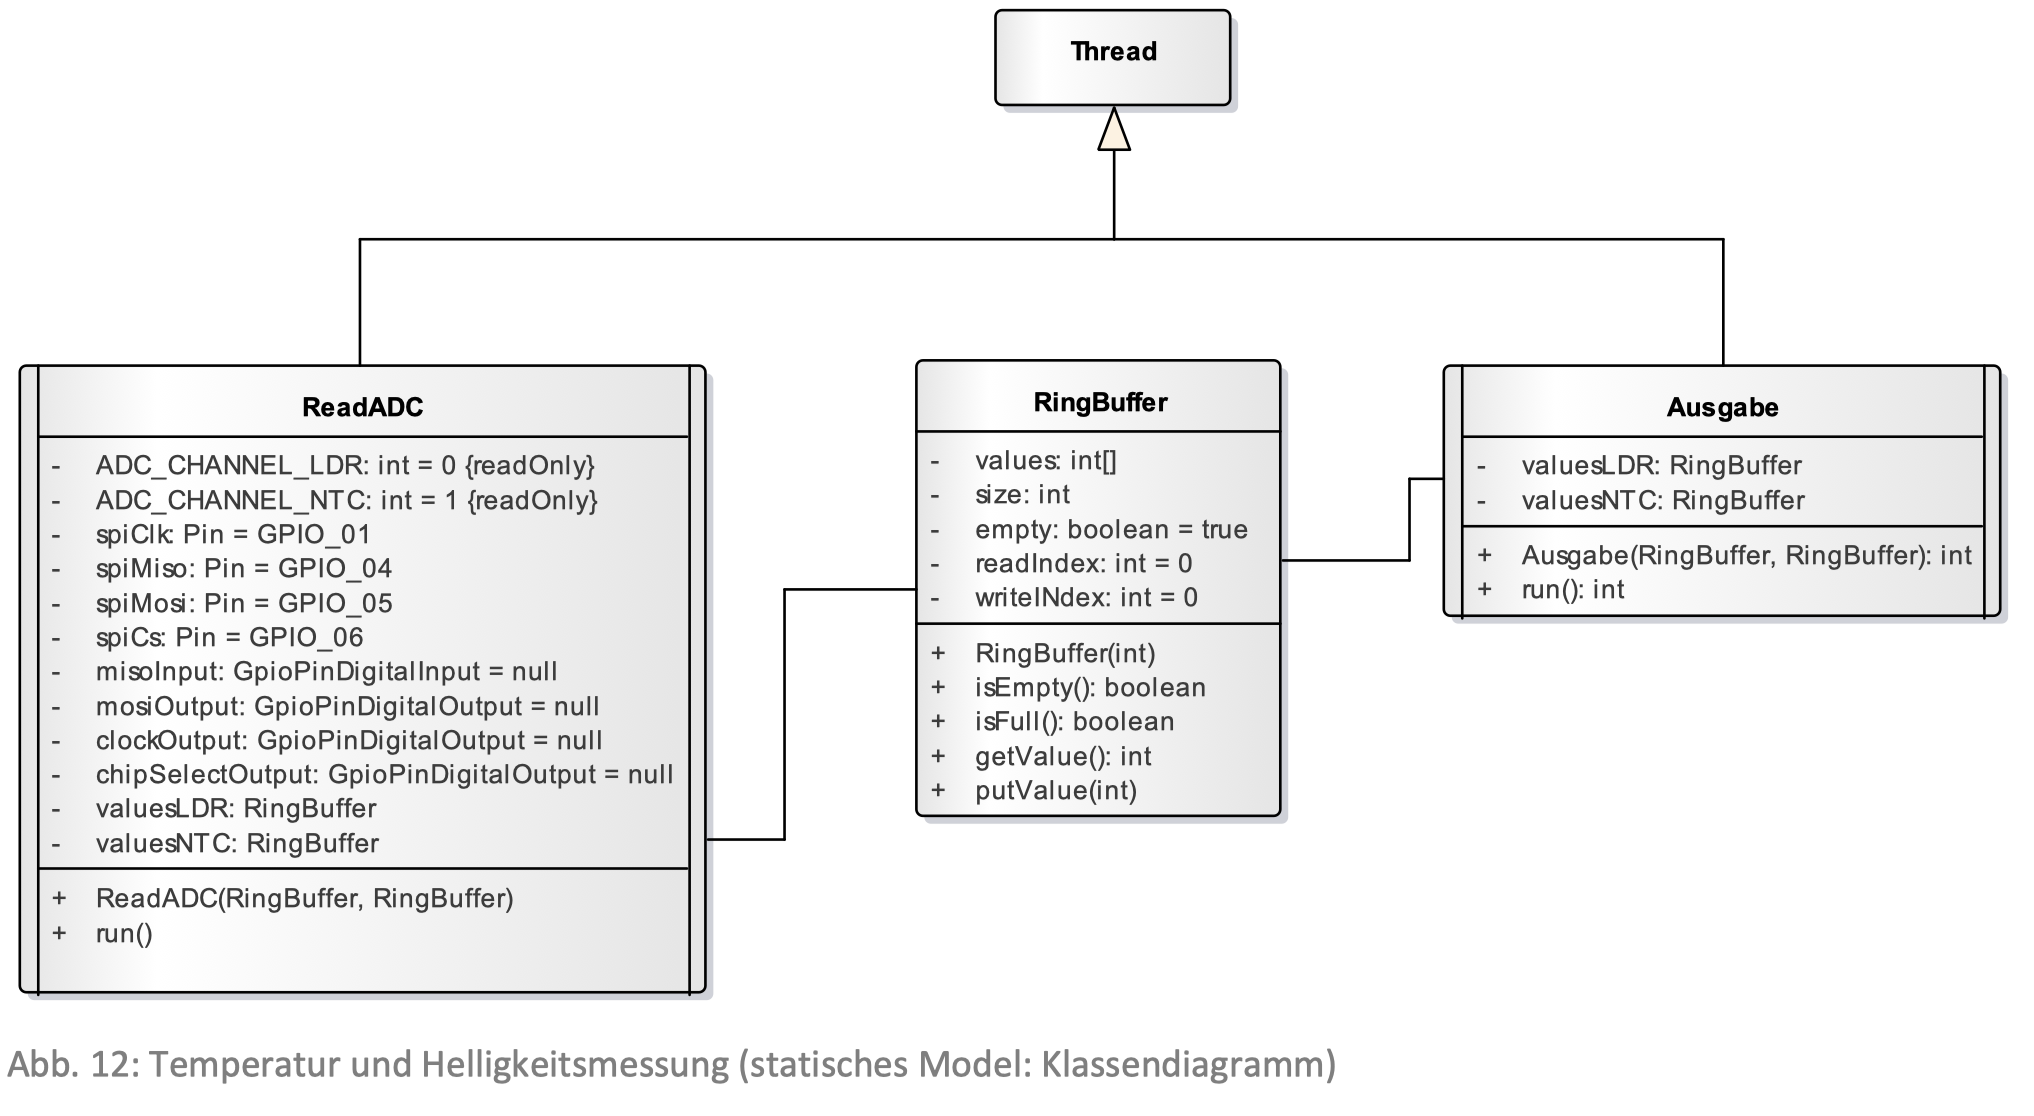 Thread
ReadADC
- ADC_CHANNEL_LDR: int = 0 {readOnly}
- ADC_CHANNEL_NTC: int = 1 {readOnly}
- spiClk: Pin = GPIO_01
- spiMiso: Pin = GPIO_04
- spiMosi: Pin = GPIO_05
- spiCs: Pin = GPIO_06
- misoInput: GpioPinDigitalInput = null
- mosiOutput: GpioPinDigitalOutput = null
- clockOutput: GpioPinDigitalOutput = null
- chipSelectOutput: GpioPinDigitalOutput = null
- valuesLDR: RingBuffer
- valuesNTC: RingBuffer
+ ReadADC(RingBuffer, RingBuffer)
+ run()
RingBuffer
- values: int[]
- size: int
- empty: boolean = true
- readIndex: int = 0
- writeINdex: int = 0
+ RingBuffer(int)
+ isEmpty(): boolean
+ isFull(): boolean
+ getValue(): int
+ putValue(int)
Ausgabe
- valuesLDR: RingBuffer
- valuesNTC: RingBuffer
+ Ausgabe(RingBuffer, RingBuffer): int
+ run(): int
Abb. 12: Temperatur und Helligkeitsmessung (statisches Model: Klassendiagramm)